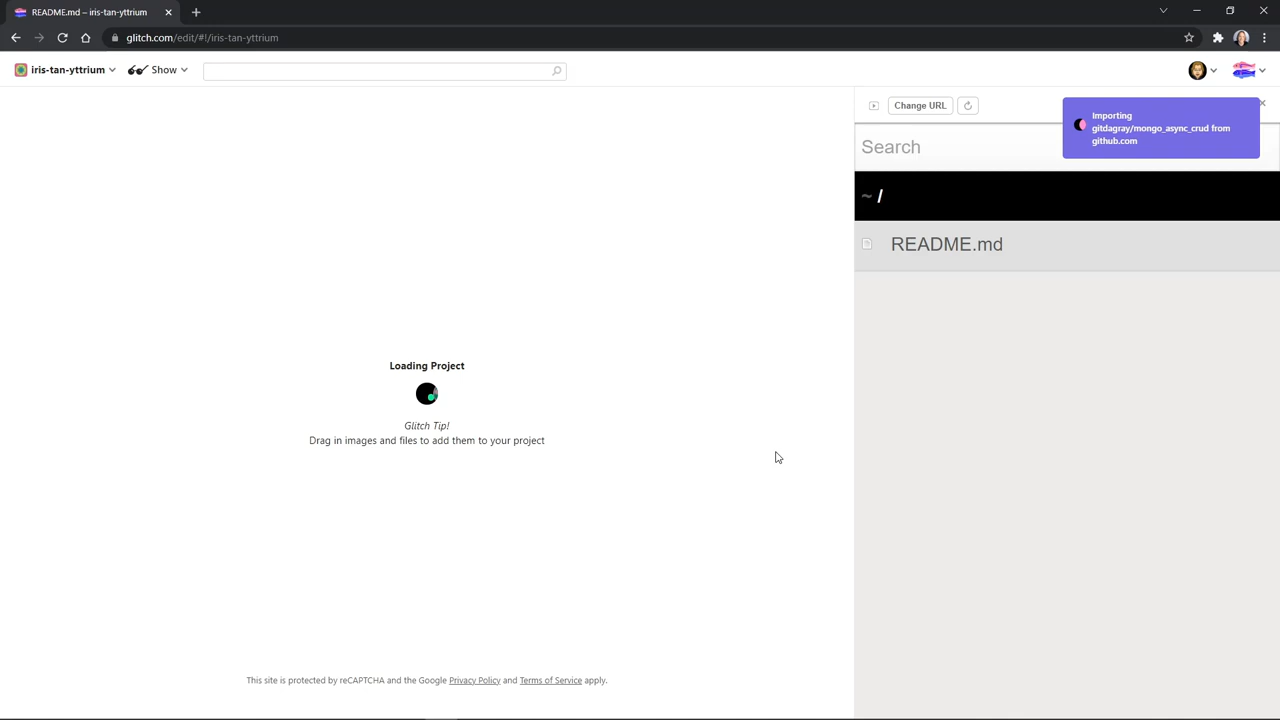 README.md – iris-tan-yttrium
glitch.com/edit/#!/iris-tan-yttrium
iris-tan-yttrium
Show
Change URL
Importing
gitdagray/mongo_async_crud from
github.com
Search
~ /
README.md
Loading Project
Glitch Tip!
Drag in images and files to add them to your project
This site is protected by reCAPTCHA and the Google Privacy Policy and Terms of Service apply.